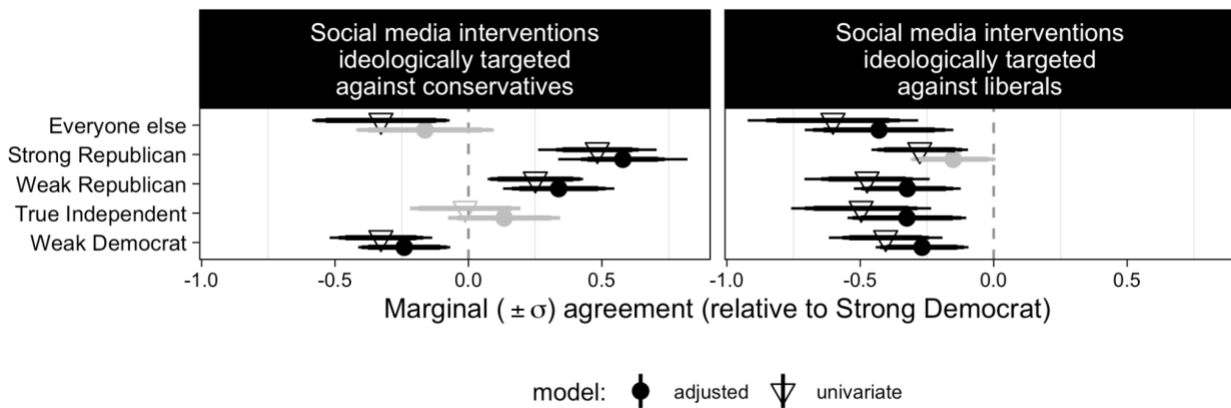 Social media interventions
ideologically targeted
against conservatives
Social media interventions
ideologically targeted
against liberals
Everyone else
Strong Republican
Weak Republican
True Independent
Weak Democrat
-1.0 -0.5 0.0 0.5 -1.0 -0.5 0.0 0.5
Marginal ( ± σ) agreement (relative to Strong Democrat)
model: adjusted univariate